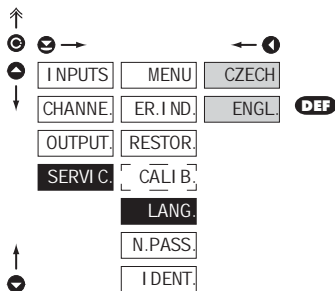 INPUTS MENU CZECH
CHANNE. ER.IND. ENGL. DEF
OUTPUT. RESTOR.
SERVIC. CALIB.
LANG.
N.PASS.
IDENT.